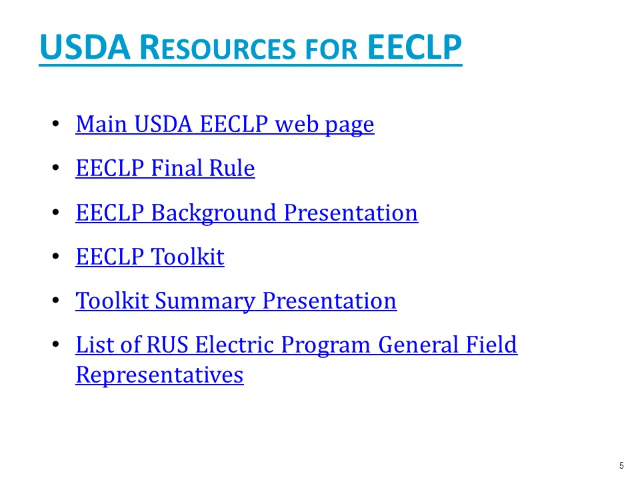 USDA RESOURCES FOR EECLP
• Main USDA EECLP web page
• EECLP Final Rule
• EECLP Background Presentation
• EECLP Toolkit
• Toolkit Summary Presentation
• List of RUS Electric Program General Field
Representatives
5